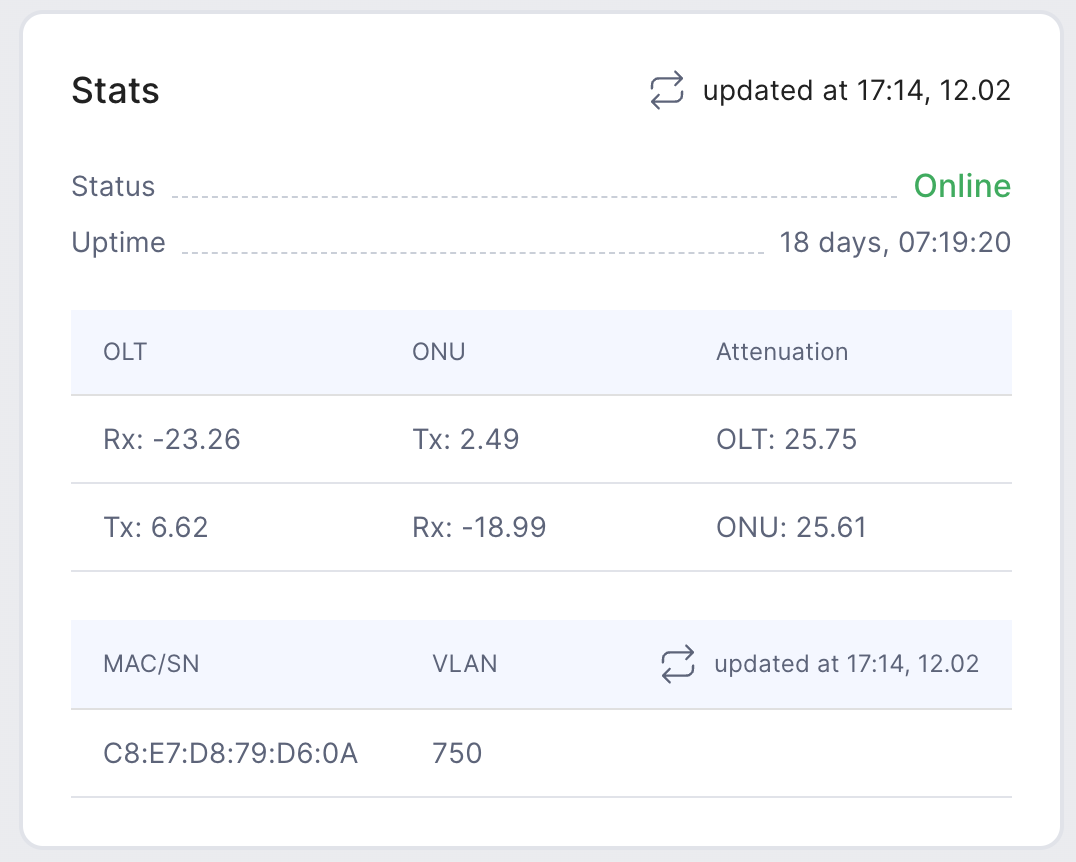 Stats updated at 17:14, 12.02
Status Online
Uptime 18 days, 07:19:20
OLT ONU Attenuation
Rx: -23.26 Tx: 2.49 OLT: 25.75
Tx: 6.62 Rx: -18.99 ONU: 25.61
MAC/SN VLAN updated at 17:14, 12.02
C8:E7:D8:79:D6:0A 750